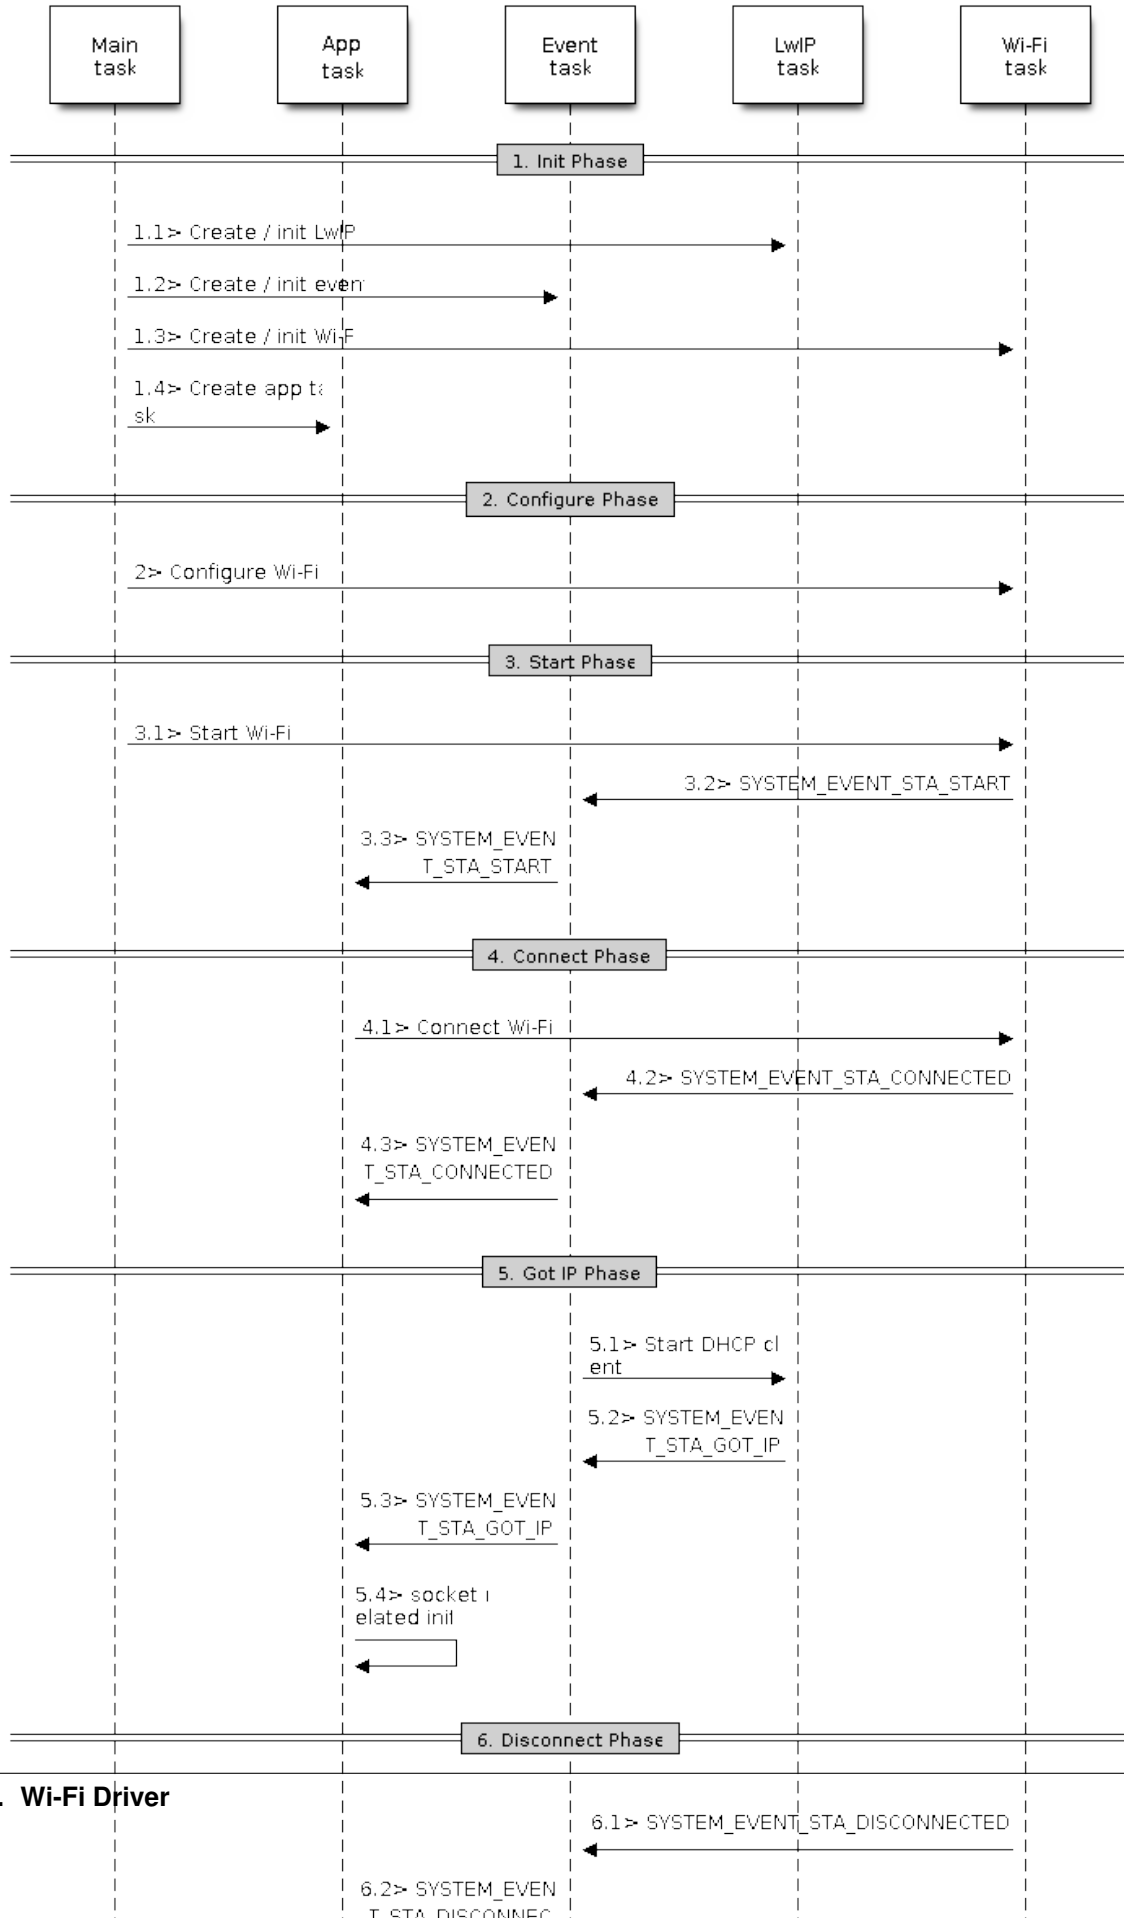 Main
task
App
task
Event
task
LwIP
task
Wi-Fi
task
1. Init Phase
1.1> Create / init LwIP
1.2> Create / init event
1.3> Create / init Wi-F
1.4> Create app ta
sk
2. Configure Phase
2> Configure Wi-Fi
3. Start Phase
3.1> Start Wi-Fi
3.2> SYSTEM_EVENT_STA_START
3.3> SYSTEM_EVEN
T_STA_START
4. Connect Phase
4.1> Connect Wi-Fi
4.2> SYSTEM_EVENT_STA_CONNECTED
4.3> SYSTEM_EVEN
T_STA_CONNECTED
5. Got IP Phase
5.1> Start DHCP cl
ent
5.2> SYSTEM_EVEN
T_STA_GOT_IP
5.3> SYSTEM_EVEN
T_STA_GOT_IP
5.4> socket r
elated init
6. Disconnect Phase
. Wi-Fi Driver
6.1> SYSTEM_EVENT_STA_DISCONNECTED
6.2> SYSTEM_EVEN
T_STA_DISCONNEC